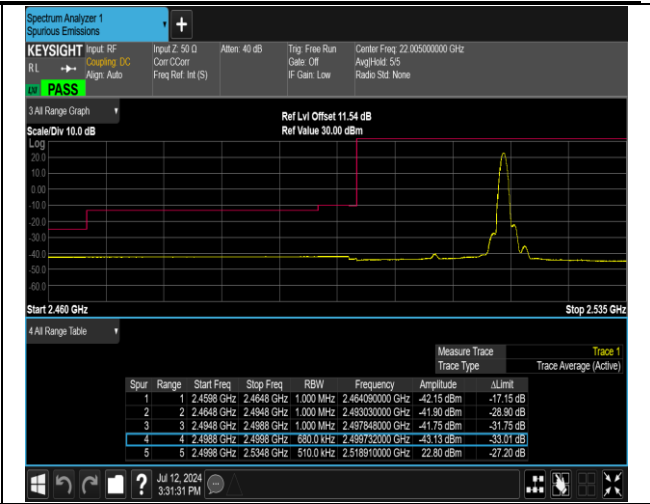 Spectrum Analyzer 1
Spurious Emissions
+
KEYSIGHT Input: RF Input Z: 50 Ω Atten: 40 dB Trig: Free Run Center Freq: 22.005000000 GHz
RL Coupling: DC Corr CCorr Gate: Off Avg|Hold: 5/5
Align: Auto Freq Ref: Int (S) IF Gain: Low Radio Std: None
LXI PASS
3 All Range Graph
Ref Lvl Offset 11.54 dB
Scale/Div 10.0 dB Ref Value 30.00 dBm
Log
20.0
10.0
0.00
-10.0
-20.0
-30.0
-40.0
-50.0
-60.0
Start 2.460 GHz Stop 2.535 GHz
4 All Range Table
Measure Trace Trace 1
Trace Type Trace Average (Active)
Spur Range Start Freq Stop Freq RBW Frequency Amplitude ΔLimit
1 1 2.4598 GHz 2.4648 GHz 1.000 MHz 2.464090000 GHz -42.15 dBm -17.15 dB
2 2 2.4648 GHz 2.4948 GHz 1.000 MHz 2.493030000 GHz -41.90 dBm -28.90 dB
3 3 2.4948 GHz 2.4988 GHz 1.000 MHz 2.497848000 GHz -41.75 dBm -31.75 dB
4 4 2.4988 GHz 2.4998 GHz 680.0 kHz 2.499732000 GHz -43.13 dBm -33.01 dB
5 5 2.4998 GHz 2.5348 GHz 510.0 kHz 2.518910000 GHz 22.80 dBm -27.20 dB
? Jul 12, 2024
3:31:31 PM